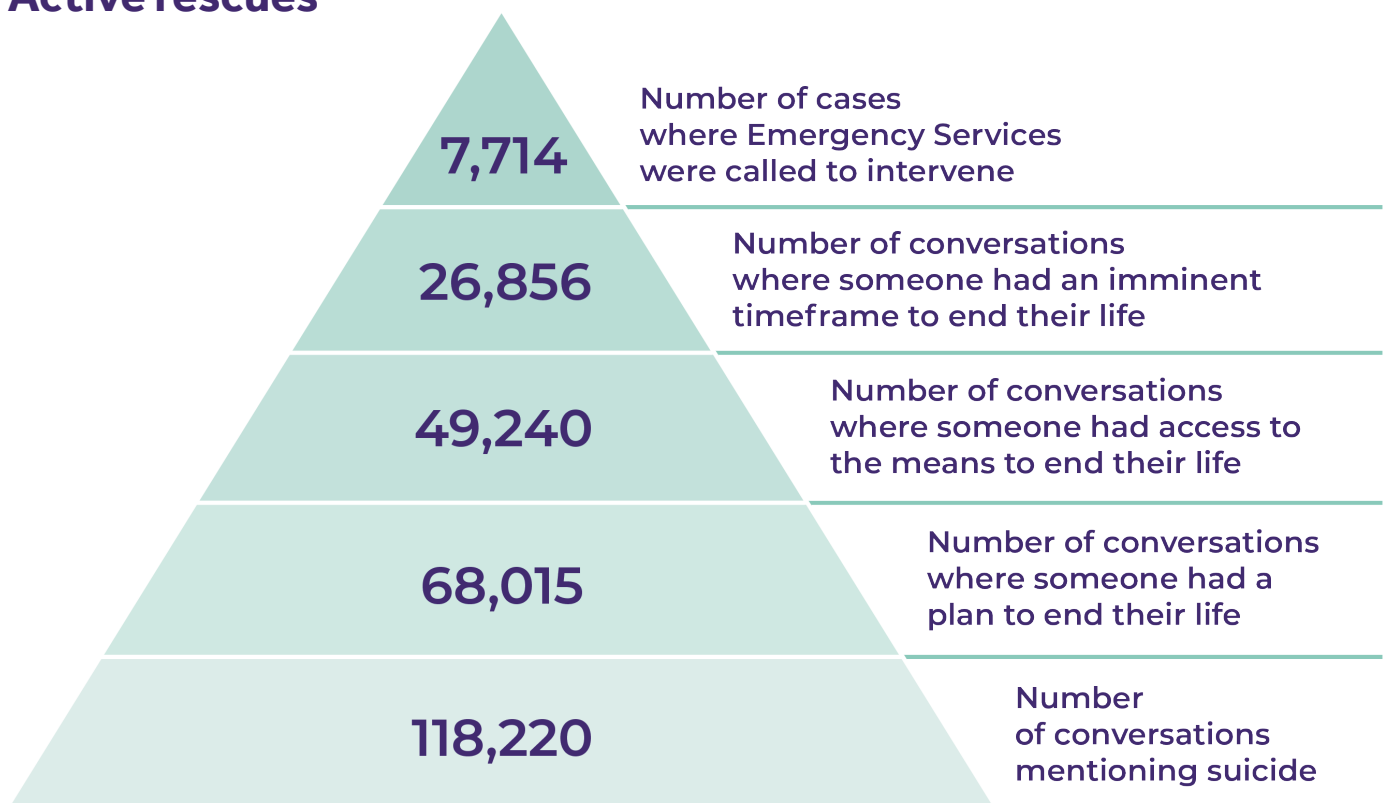 Active rescues
7,714
Number of cases
where Emergency Services
were called to intervene
26,856
Number of conversations
where someone had an imminent
timeframe to end their life
49,240
Number of conversations
where someone had access to
the means to end their life
68,015
Number of conversations
where someone had a
plan to end their life
118,220
Number
of conversations
mentioning suicide